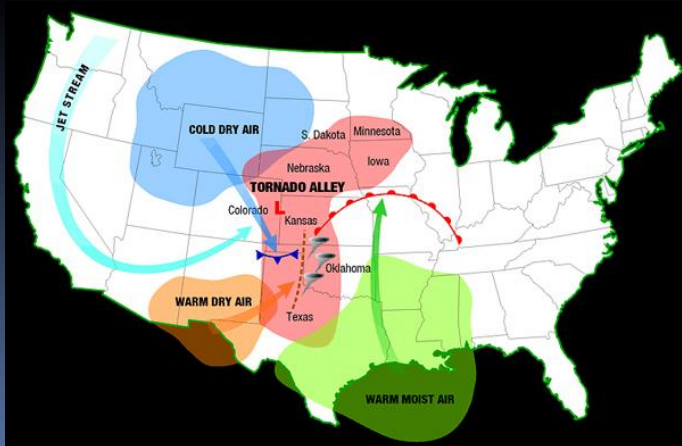 JET STREAM
COLD DRY AIR
S. Dakota
Minnesota
Nebraska
Iowa
TORNADO ALLEY
Colorado
L
Kansas
Oklahoma
WARM DRY AIR
Texas
WARM MOIST AIR